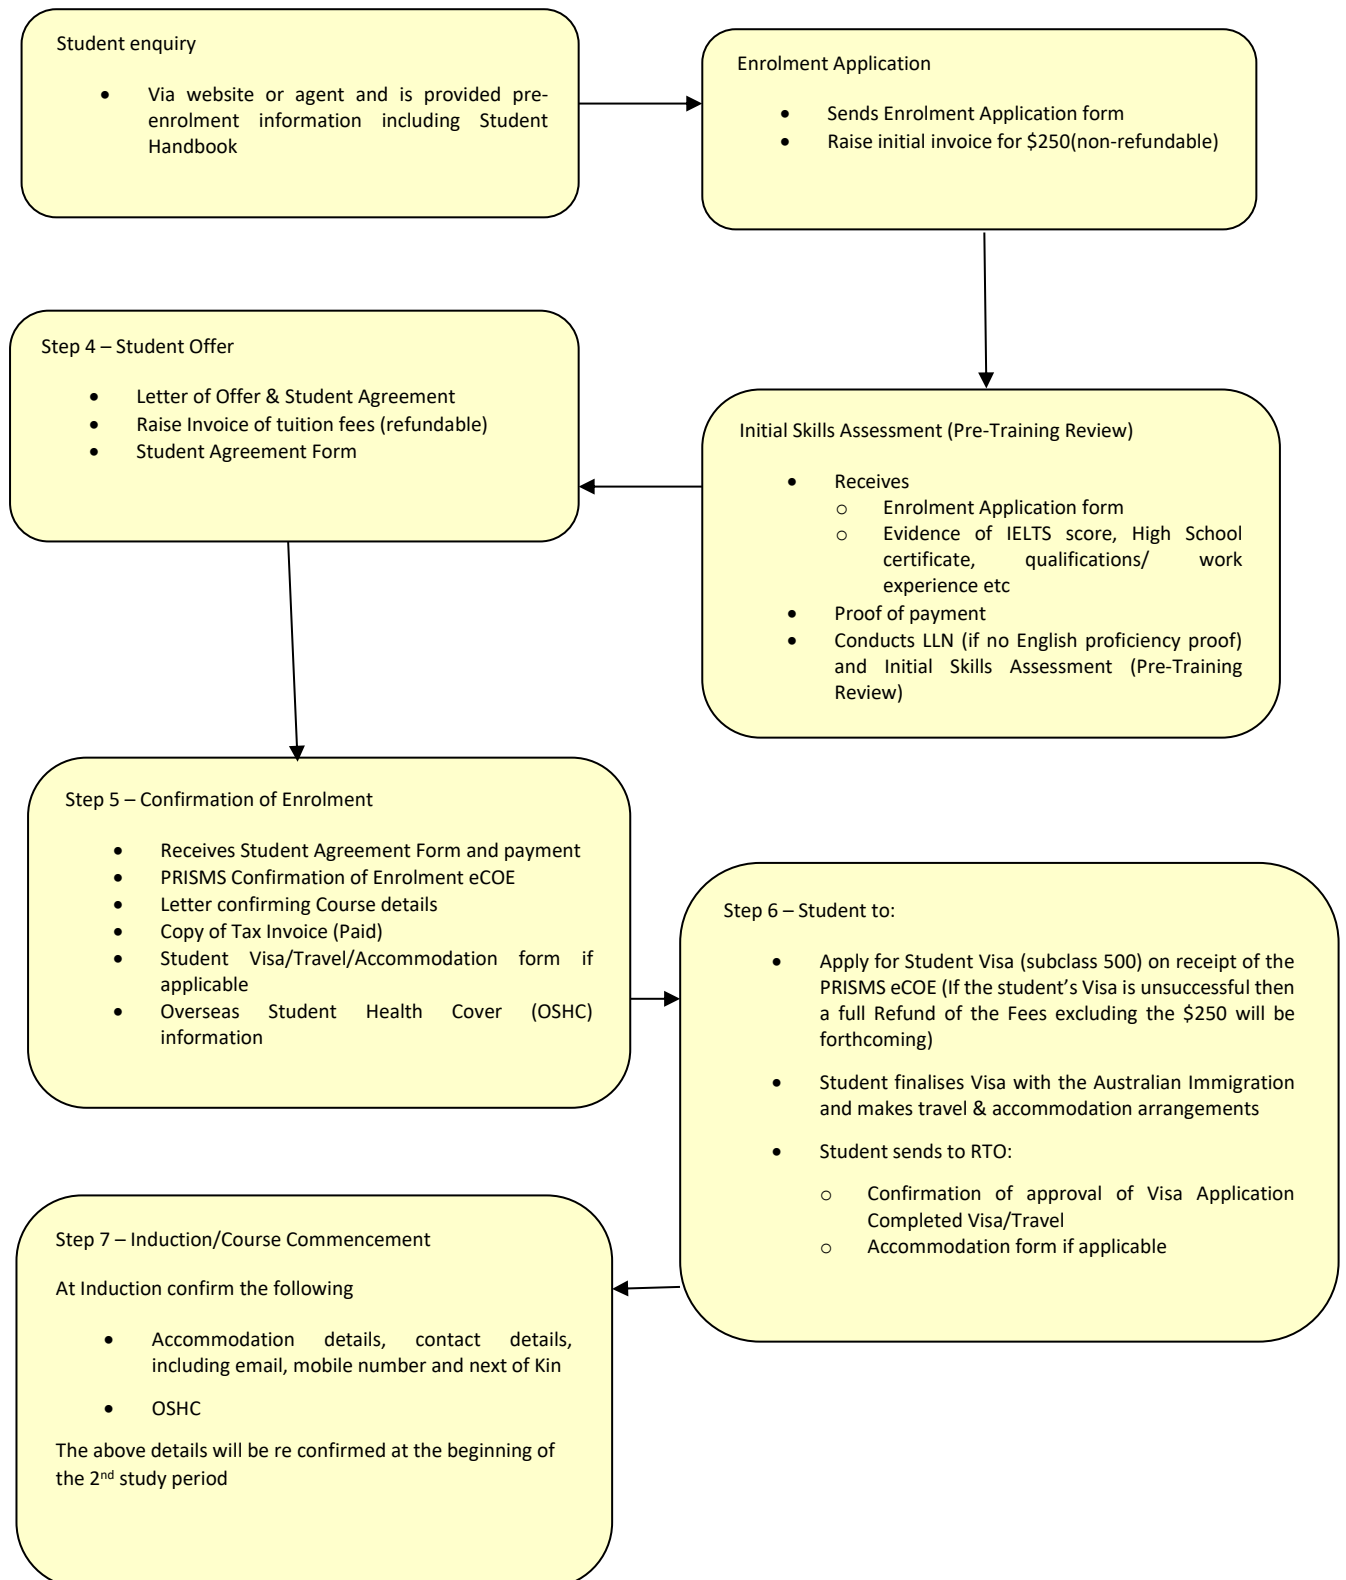 Student enquiry
• Via website or agent and is provided pre-
enrolment information including Student
Handbook
Enrolment Application
• Sends Enrolment Application form
• Raise initial invoice for $250(non-refundable)
Initial Skills Assessment (Pre-Training Review)
• Receives
o Enrolment Application form
o Evidence of IELTS score, High School
certificate, qualifications/ work
experience etc
• Proof of payment
• Conducts LLN (if no English proficiency proof)
and Initial Skills Assessment (Pre-Training
Review)
Step 4 – Student Offer
• Letter of Offer & Student Agreement
• Raise Invoice of tuition fees (refundable)
• Student Agreement Form
Step 5 – Confirmation of Enrolment
• Receives Student Agreement Form and payment
• PRISMS Confirmation of Enrolment eCOE
• Letter confirming Course details
• Copy of Tax Invoice (Paid)
• Student Visa/Travel/Accommodation form if
applicable
• Overseas Student Health Cover (OSHC)
information
Step 6 – Student to:
• Apply for Student Visa (subclass 500) on receipt of the
PRISMS eCOE (If the student’s Visa is unsuccessful then
a full Refund of the Fees excluding the $250 will be
forthcoming)
• Student finalises Visa with the Australian Immigration
and makes travel & accommodation arrangements
• Student sends to RTO:
o Confirmation of approval of Visa Application
Completed Visa/Travel
o Accommodation form if applicable
Step 7 – Induction/Course Commencement
At Induction confirm the following
• Accommodation details, contact details,
including email, mobile number and next of Kin
• OSHC
The above details will be re confirmed at the beginning of
the 2nd study period